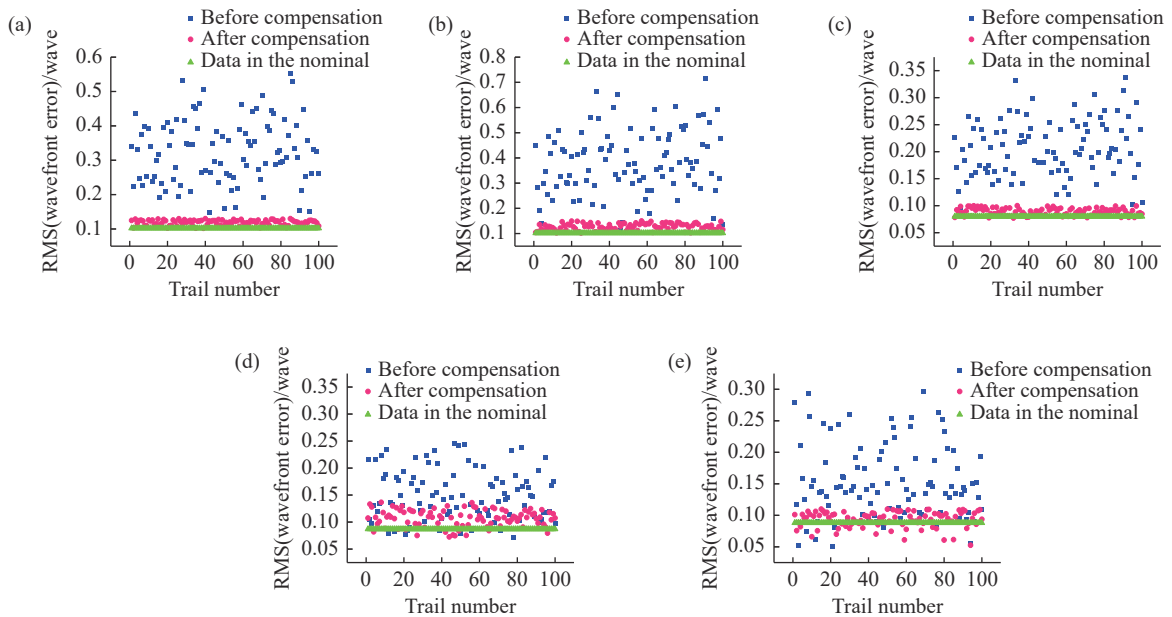 (a)
Before compensation
After compensation
Data in the nominal
RMS(wavefront error)/wave
0.6
0.5
0.4
0.3
0.2
0.1
0 20 40 60 80 100
Trail number
(b)
Before compensation
After compensation
Data in the nominal
RMS(wavefront error)/wave
0.8
0.7
0.6
0.5
0.4
0.3
0.2
0.1
0 20 40 60 80 100
Trail number
(c)
Before compensation
After compensation
Data in the nominal
RMS(wavefront error)/wave
0.35
0.30
0.25
0.20
0.15
0.10
0.05
0 20 40 60 80 100
Trail number
(d)
Before compensation
After compensation
Data in the nominal
RMS(wavefront error)/wave
0.35
0.30
0.25
0.20
0.15
0.10
0.05
0 20 40 60 80 100
Trail number
(e)
Before compensation
After compensation
Data in the nominal
RMS(wavefront error)/wave
0.30
0.25
0.20
0.15
0.10
0.05
0 20 40 60 80 100
Trail number